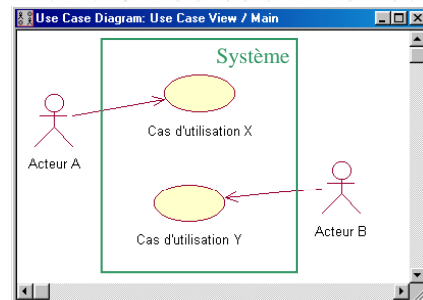 Use Case Diagram: Use Case View / Main
Système
Cas d'utilisation X
Acteur A
Cas d'utilisation Y
Acteur B